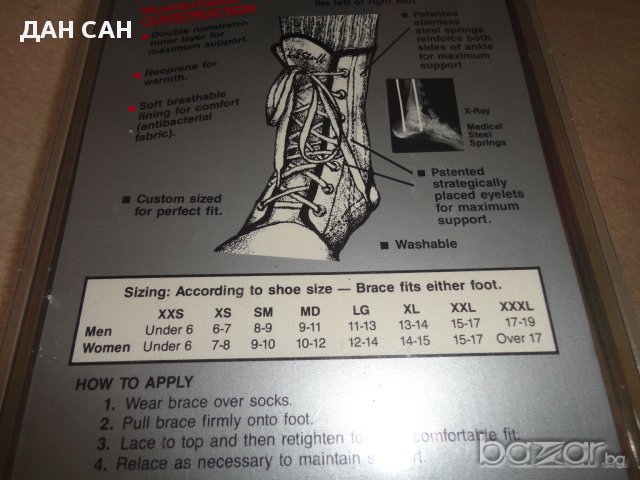 ДАН САН
CONSTRUCTION
fits left or right foot
■ Double nonstretch
inner layer for
maximum support.
■ Neoprene for
warmth.
■ Soft breathable
lining for comfort
(antibacterial
fabric).
■ Custom sized
for perfect fit.
■ Patented
stainless
steel springs
reinforce both
sides of ankle
for maximum
support
X-Ray
Medical
Steel
Springs
■ Patented
strategically
placed eyelets
for maximum
support.
■ Washable
Sizing: According to shoe size — Brace fits either foot.
XXS XS SM MD LG XL XXL XXXL
Men Under 6 6-7 8-9 9-11 11-13 13-14 15-17 17-19
Women Under 6 7-8 9-10 10-12 12-14 14-15 15-17 Over 17
HOW TO APPLY
1. Wear brace over socks.
2. Pull brace firmly onto foot.
3. Lace to top and then retighten for comfortable fit.
4. Relace as necessary to maintain
bazar.bg